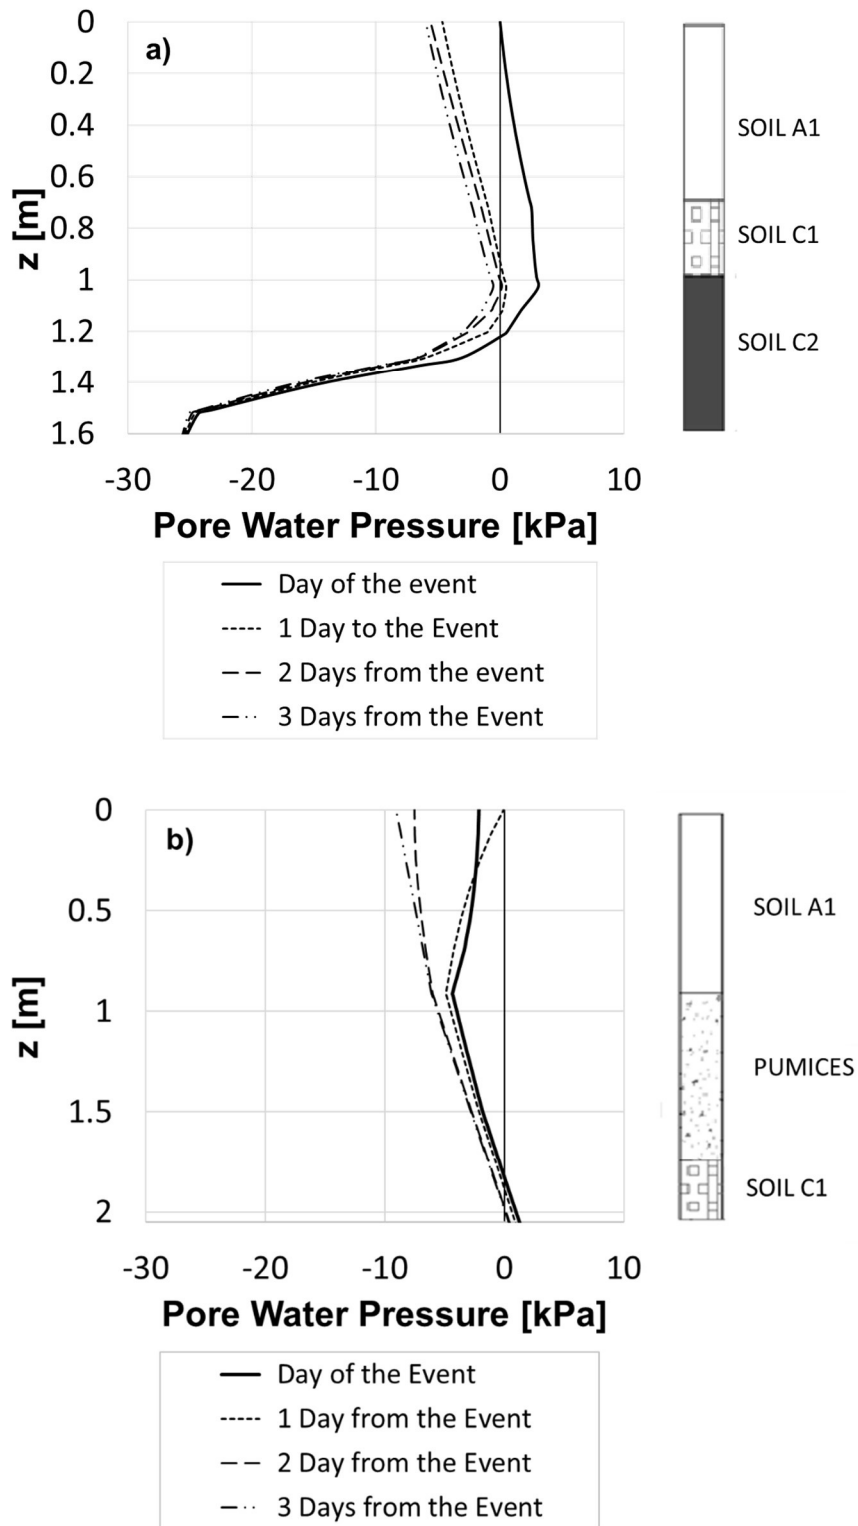 a)
0
0.2
0.4
0.6
0.8
1
1.2
1.4
1.6
z [m]
-30 -20 -10 0 10
Pore Water Pressure [kPa]
SOIL A1
SOIL C1
SOIL C2
Day of the event
1 Day to the Event
2 Days from the event
3 Days from the Event
b)
0
0.5
1
1.5
2
z [m]
-30 -20 -10 0 10
Pore Water Pressure [kPa]
SOIL A1
PUMICES
SOIL C1
Day of the Event
1 Day from the Event
2 Day from the Event
3 Days from the Event